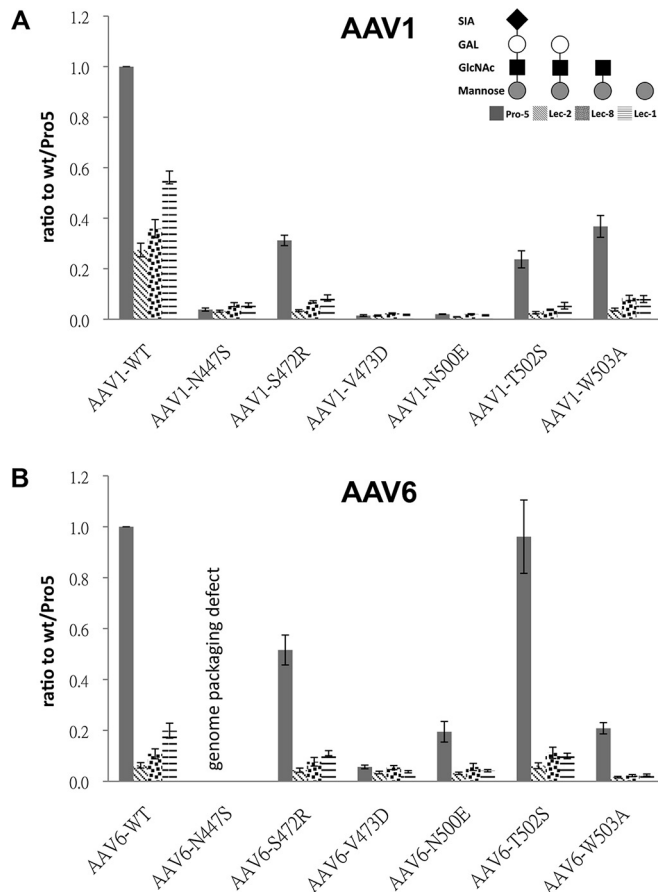 A
AAV1
SIA
GAL
GlcNAc
Mannose
Pro-5 Lec-2 Lec-8 Lec-1
ratio to wt/Pro5
1.2
1.0
0.8
0.6
0.4
0.2
0.0
AAV1-WT
AAV1-N447S
AAV1-S472R
AAV1-V473D
AAV1-N500E
AAV1-T502S
AAV1-W503A
B
AAV6
ratio to wt/Pro5
1.2
1.0
0.8
0.6
0.4
0.2
0.0
genome packaging defect
AAV6-WT
AAV6-N447S
AAV6-S472R
AAV6-V473D
AAV6-N500E
AAV6-T502S
AAV6-W503A